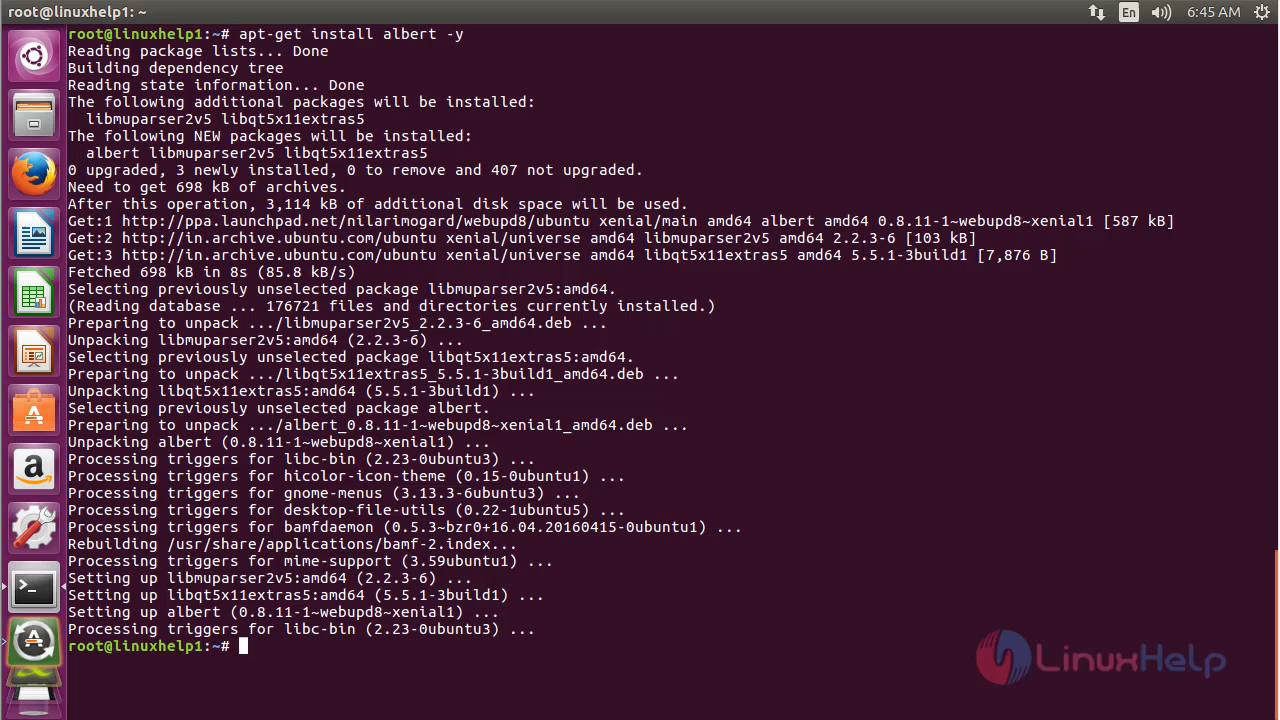 root@linuxhelp1: ~
En
6:45 AM
root@linuxhelp1:~# apt-get install albert -y
Reading package lists... Done
Building dependency tree
Reading state information... Done
The following additional packages will be installed:
  libmuparser2v5 libqt5x11extras5
The following NEW packages will be installed:
  albert libmuparser2v5 libqt5x11extras5
0 upgraded, 3 newly installed, 0 to remove and 407 not upgraded.
Need to get 698 kB of archives.
After this operation, 3,114 kB of additional disk space will be used.
Get:1 http://ppa.launchpad.net/nilarimogard/webupd8/ubuntu xenial/main amd64 albert amd64 0.8.11-1~webupd8~xenial1 [587 kB]
Get:2 http://in.archive.ubuntu.com/ubuntu xenial/universe amd64 libmuparser2v5 amd64 2.2.3-6 [103 kB]
Get:3 http://in.archive.ubuntu.com/ubuntu xenial/universe amd64 libqt5x11extras5 amd64 5.5.1-3build1 [7,876 B]
Fetched 698 kB in 8s (85.8 kB/s)
Selecting previously unselected package libmuparser2v5:amd64.
(Reading database ... 176721 files and directories currently installed.)
Preparing to unpack .../libmuparser2v5_2.2.3-6_amd64.deb ...
Unpacking libmuparser2v5:amd64 (2.2.3-6) ...
Selecting previously unselected package libqt5x11extras5:amd64.
Preparing to unpack .../libqt5x11extras5_5.5.1-3build1_amd64.deb ...
Unpacking libqt5x11extras5:amd64 (5.5.1-3build1) ...
Selecting previously unselected package albert.
Preparing to unpack .../albert_0.8.11-1~webupd8~xenial1_amd64.deb ...
Unpacking albert (0.8.11-1~webupd8~xenial1) ...
Processing triggers for libc-bin (2.23-0ubuntu3) ...
Processing triggers for hicolor-icon-theme (0.15-0ubuntu1) ...
Processing triggers for gnome-menus (3.13.3-6ubuntu3) ...
Processing triggers for desktop-file-utils (0.22-1ubuntu5) ...
Processing triggers for bamfdaemon (0.5.3~bzr0+16.04.20160415-0ubuntu1) ...
Rebuilding /usr/share/applications/bamf-2.index...
Processing triggers for mime-support (3.59ubuntu1) ...
Setting up libmuparser2v5:amd64 (2.2.3-6) ...
Setting up libqt5x11extras5:amd64 (5.5.1-3build1) ...
Setting up albert (0.8.11-1~webupd8~xenial1) ...
Processing triggers for libc-bin (2.23-0ubuntu3) ...
root@linuxhelp1:~#
LinuxHelp